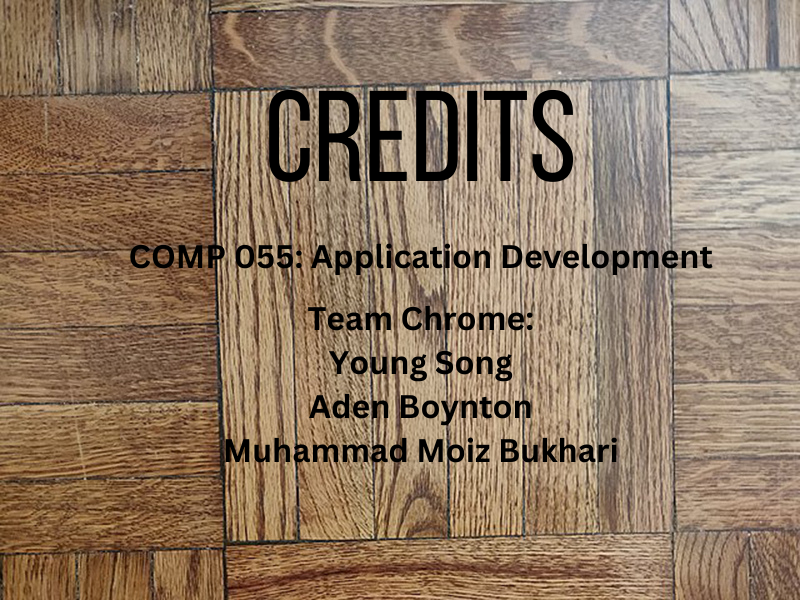 CREDITS
COMP 055: Application Development
Team Chrome:
Young Song
Aden Boynton
Muhammad Moiz Bukhari